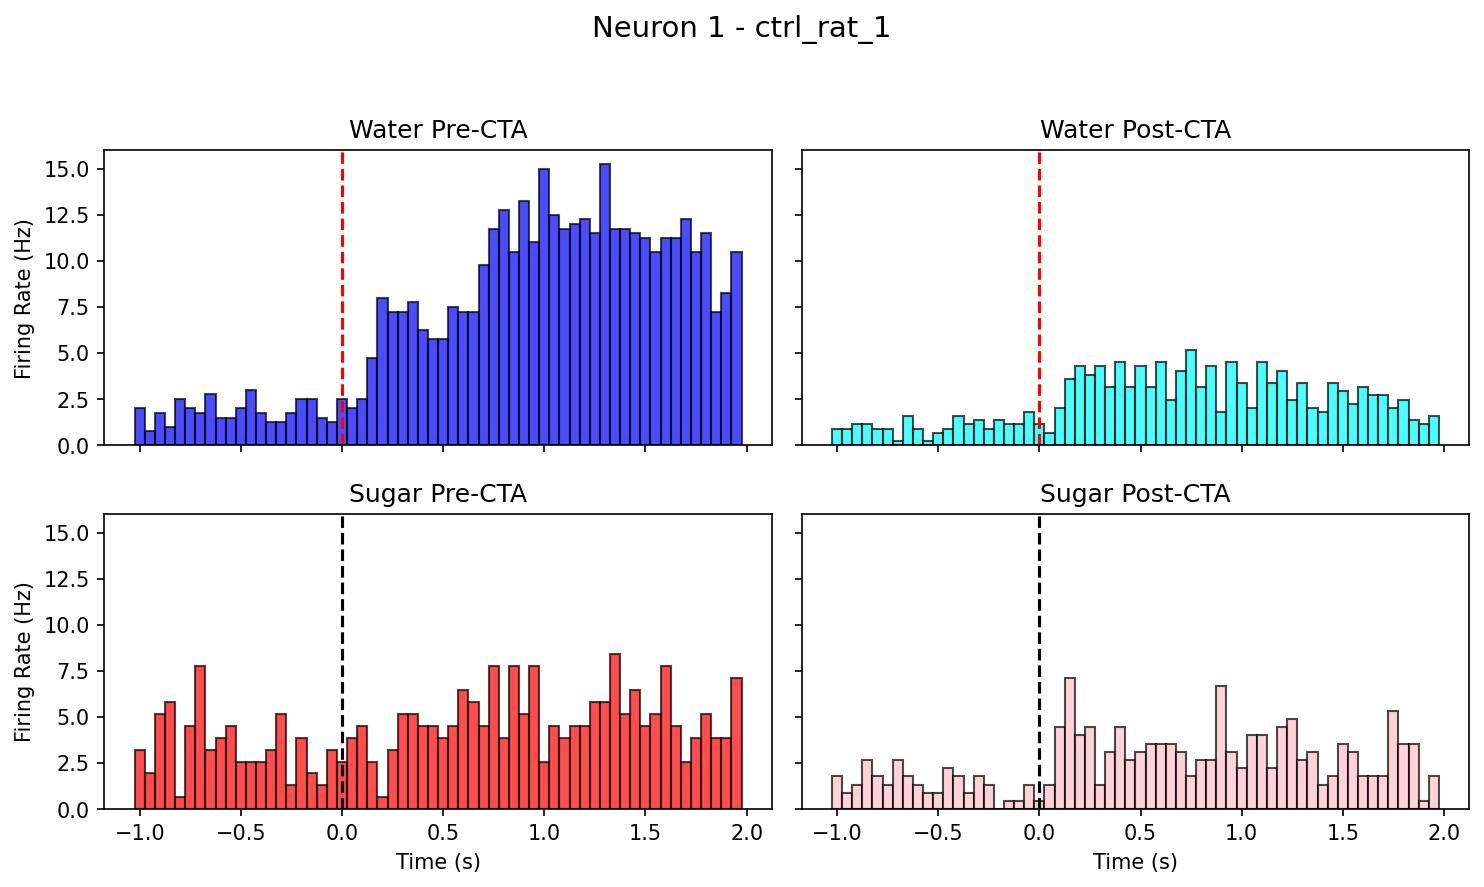 Neuron 1 - ctrl_rat_1
Water Pre-CTA
Water Post-CTA
Firing Rate (Hz)
15.0
12.5
10.0
7.5
5.0
2.5
0.0
Sugar Pre-CTA
Sugar Post-CTA
Firing Rate (Hz)
15.0
12.5
10.0
7.5
5.0
2.5
0.0
−1.0 −0.5 0.0 0.5 1.0 1.5 2.0
−1.0 −0.5 0.0 0.5 1.0 1.5 2.0
Time (s)
Time (s)